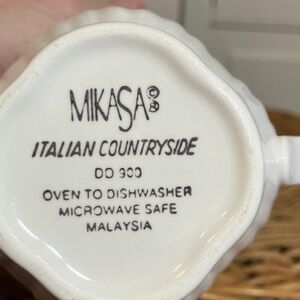 MIKASA©®
ITALIAN COUNTRYSIDE
DD 900
OVEN TO DISHWASHER
MICROWAVE SAFE
MALAYSIA